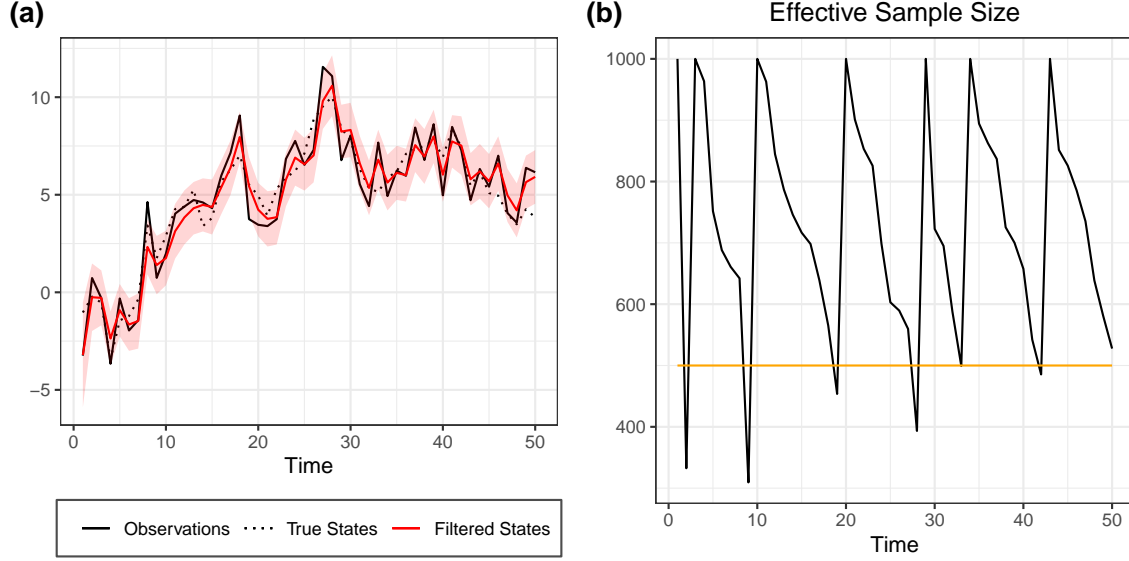 (a)
10
5
0
−5
0
10
20
30
40
50
Time
Observations
True States
Filtered States
(b)
Effective Sample Size
1000
800
600
400
0
10
20
30
40
50
Time